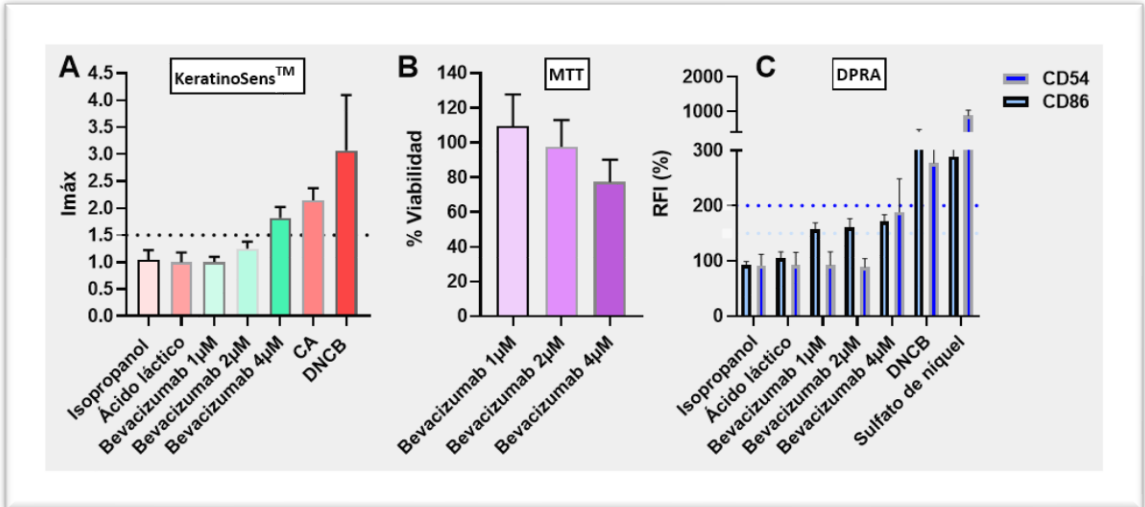 A
KeratinoSens™
Imáx
4.5
4.0
3.5
3.0
2.5
2.0
1.5
1.0
0.5
0.0
Isopropanol
Ácido láctico
Bevacizumab 1µM
Bevacizumab 2µM
Bevacizumab 4µM
CA
DNCB
B
MTT
% Viabilidad
140
120
100
80
60
40
20
0
Bevacizumab 1µM
Bevacizumab 2µM
Bevacizumab 4µM
C
DPRA
RFI (%)
2000
1000
300
200
100
0
Isopropanol
Ácido láctico
Bevacizumab 1µM
Bevacizumab 2µM
Bevacizumab 4µM
DNCB
Sulfato de níquel
CD54
CD86